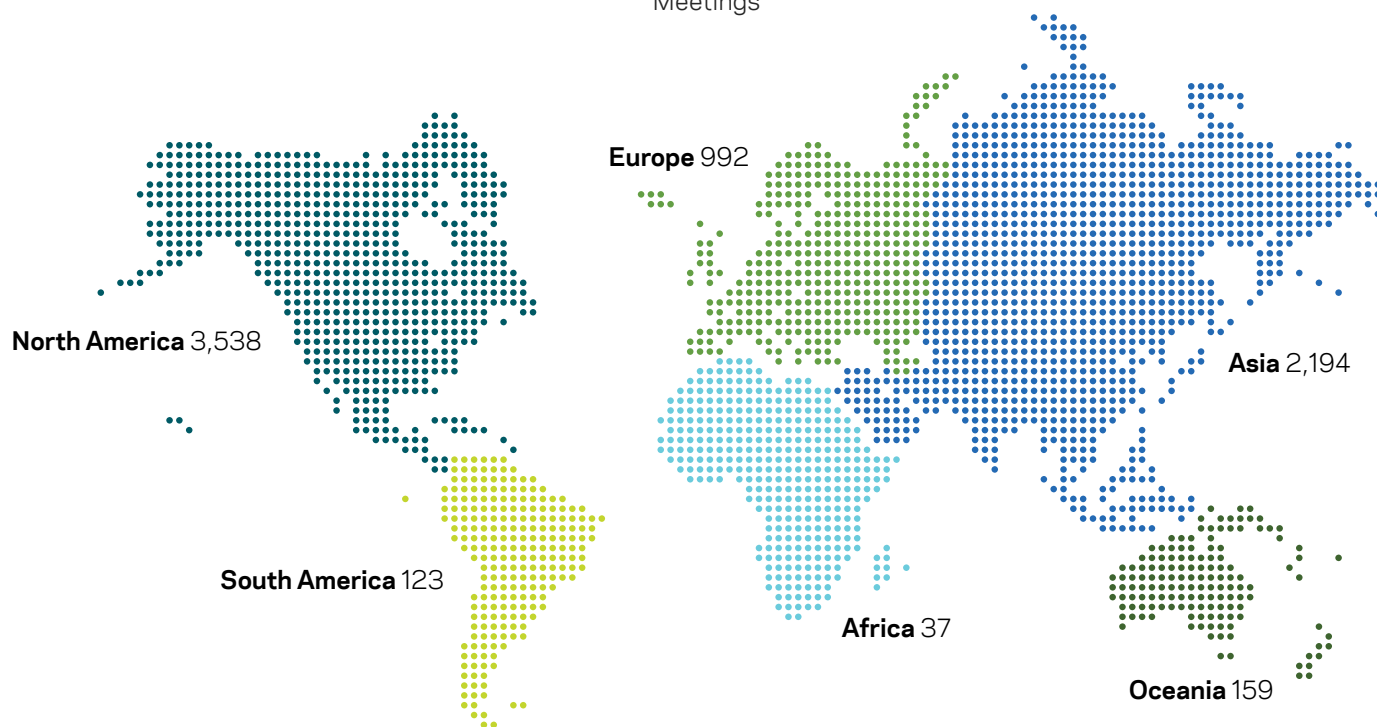 Meetings
Europe 992
North America 3,538
Asia 2,194
South America 123
Africa 37
Oceania 159